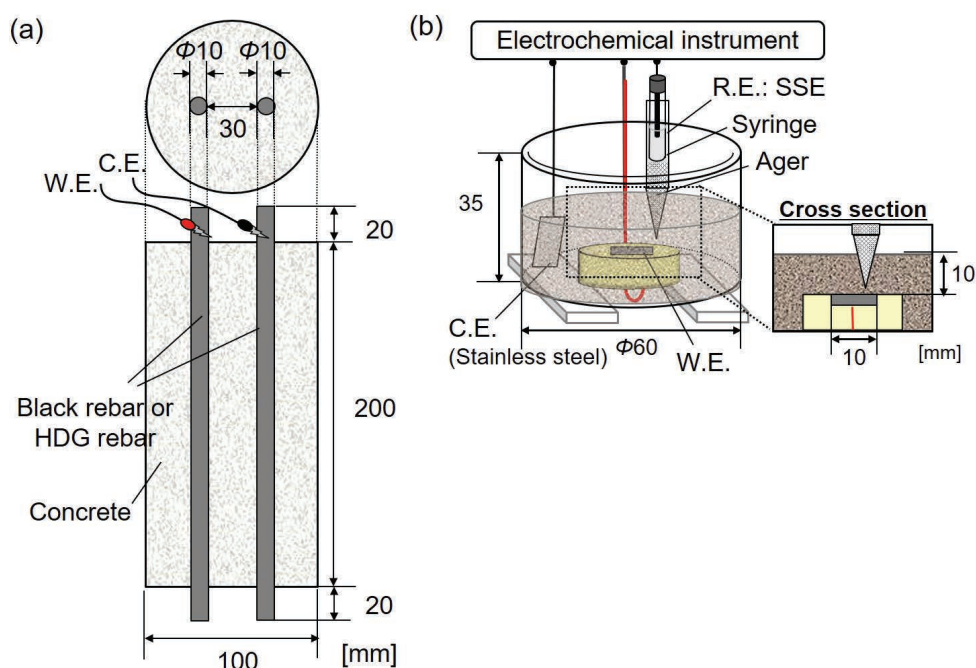 (a)
Φ10
Φ10
30
C.E.
W.E.
20
Black rebar or
HDG rebar
200
Concrete
20
100
[mm]
(b)
Electrochemical instrument
R.E.: SSE
Syringe
Ager
35
Cross section
10
C.E.
(Stainless steel)
Φ60
W.E.
10
[mm]